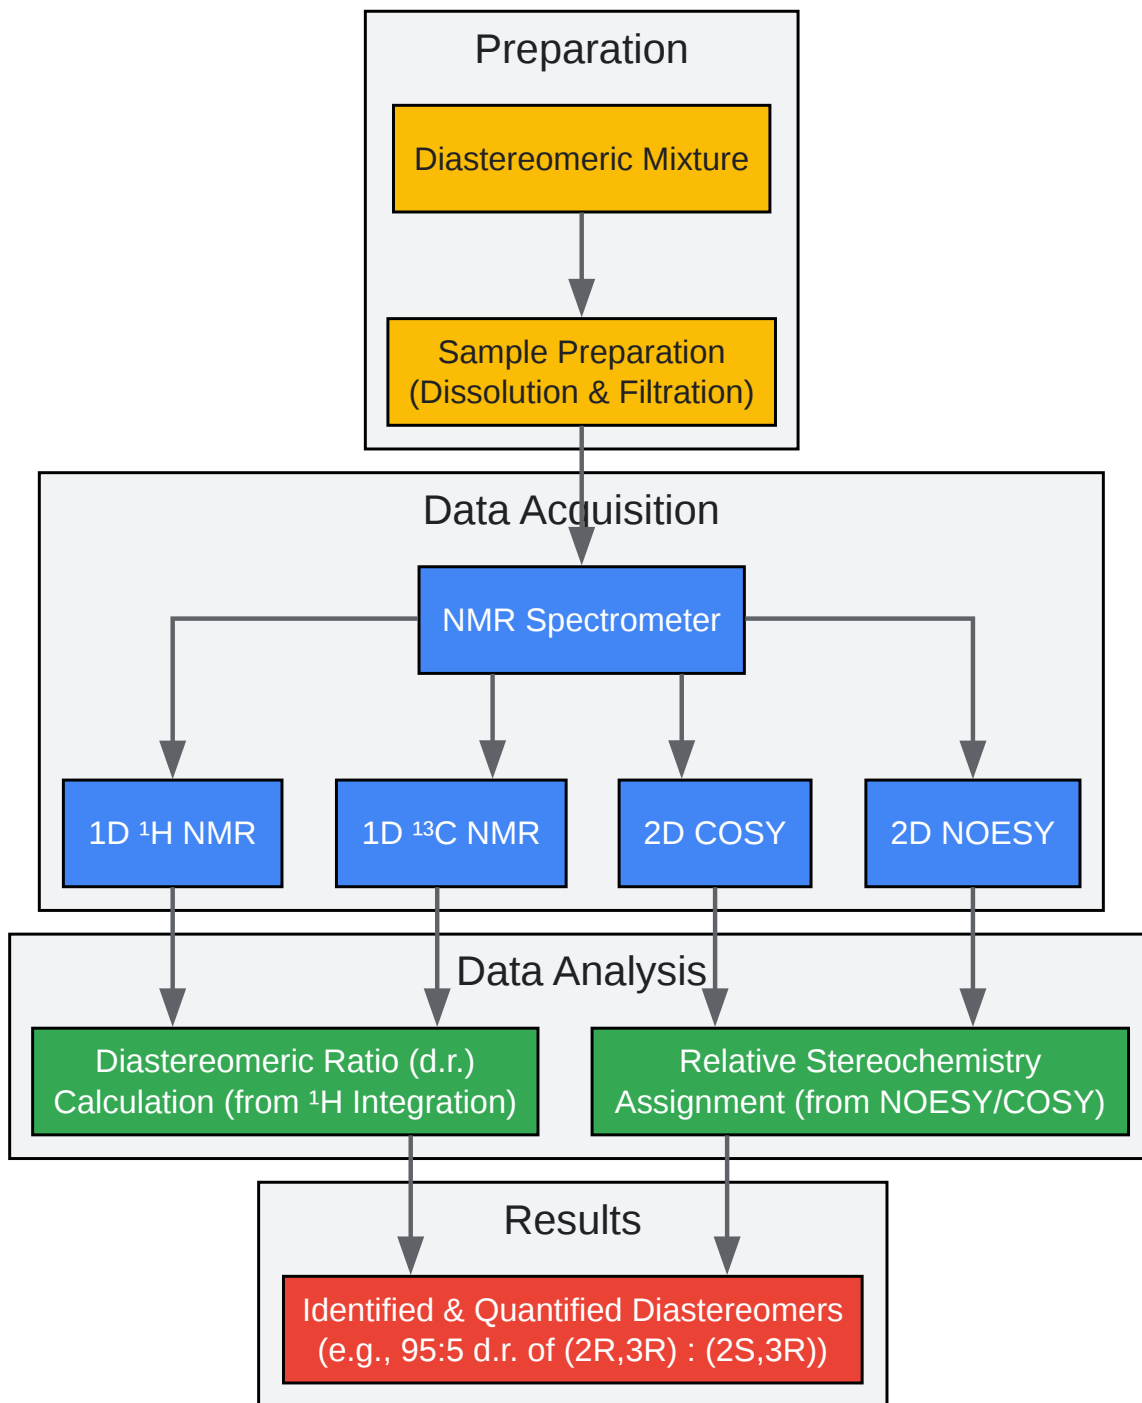 Preparation
Diastereomeric Mixture
Sample Preparation
(Dissolution & Filtration)
Data Acquisition
NMR Spectrometer
1D ¹H NMR
1D ¹³C NMR
2D COSY
2D NOESY
Data Analysis
Diastereomeric Ratio (d.r.)
Calculation (from ¹H Integration)
Relative Stereochemistry
Assignment (from NOESY/COSY)
Results
Identified & Quantified Diastereomers
(e.g., 95:5 d.r. of (2R,3R) : (2S,3R))